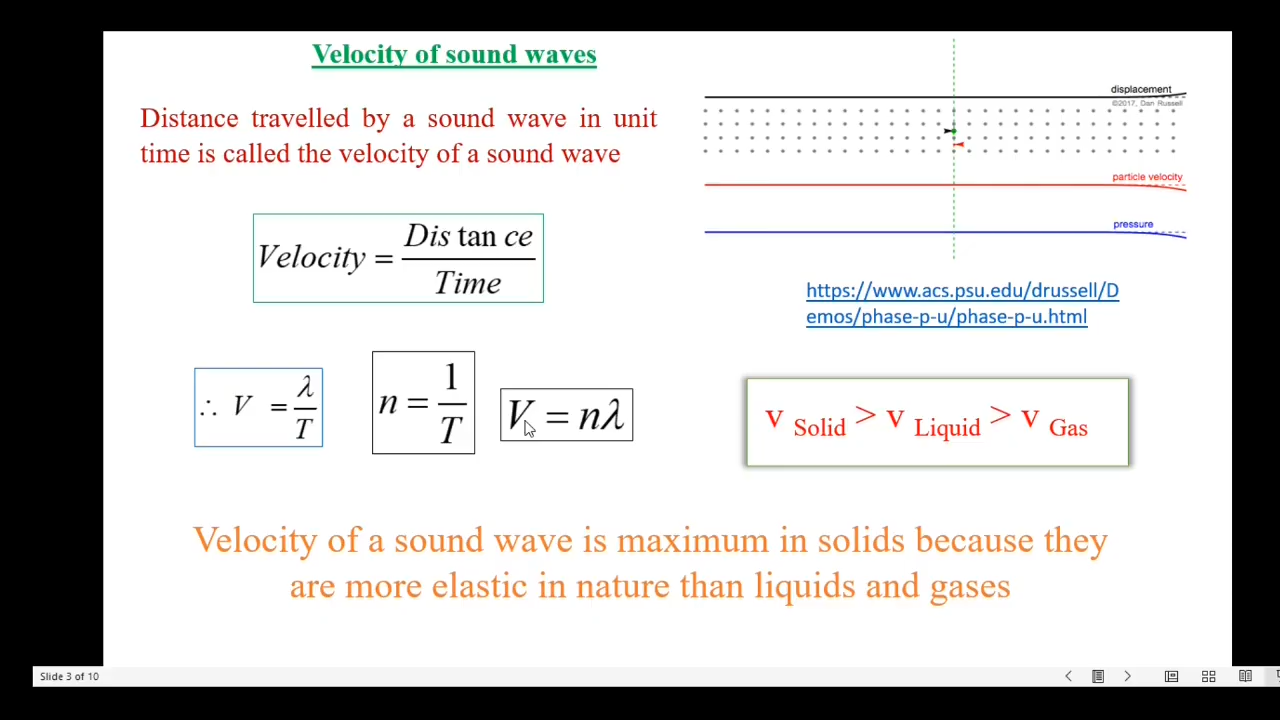 Velocity of sound waves
Distance travelled by a sound wave in unit
time is called the velocity of a sound wave
Velocity = Dis tan ce / Time
∴ V = λ / T
n = 1 / T
V = nλ
displacement
©2017, Dan Russell
particle velocity
pressure
https://www.acs.psu.edu/drussell/D
emos/phase-p-u/phase-p-u.html
v Solid > v Liquid > v Gas
Velocity of a sound wave is maximum in solids because they
are more elastic in nature than liquids and gases
Slide 3 of 10